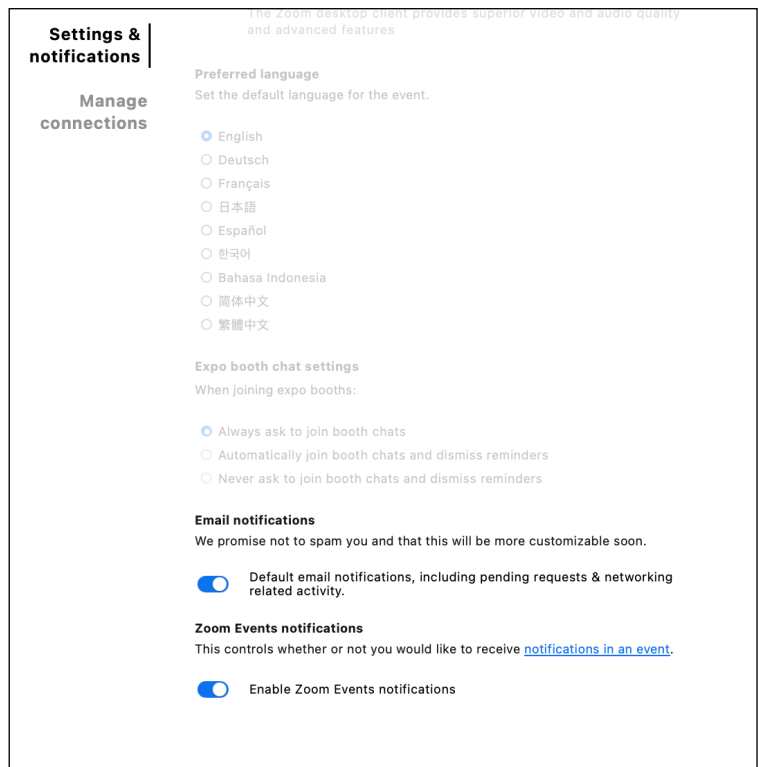 The Zoom desktop client provides superior video and audio quality
and advanced features
Settings &
notifications
Manage
connections
Preferred language
Set the default language for the event.
English
Deutsch
Français
日本語
Español
한국어
Bahasa Indonesia
简体中文
繁體中文
Expo booth chat settings
When joining expo booths:
Always ask to join booth chats
Automatically join booth chats and dismiss reminders
Never ask to join booth chats and dismiss reminders
Email notifications
We promise not to spam you and that this will be more customizable soon.
Default email notifications, including pending requests & networking
related activity.
Zoom Events notifications
This controls whether or not you would like to receive notifications in an event.
Enable Zoom Events notifications